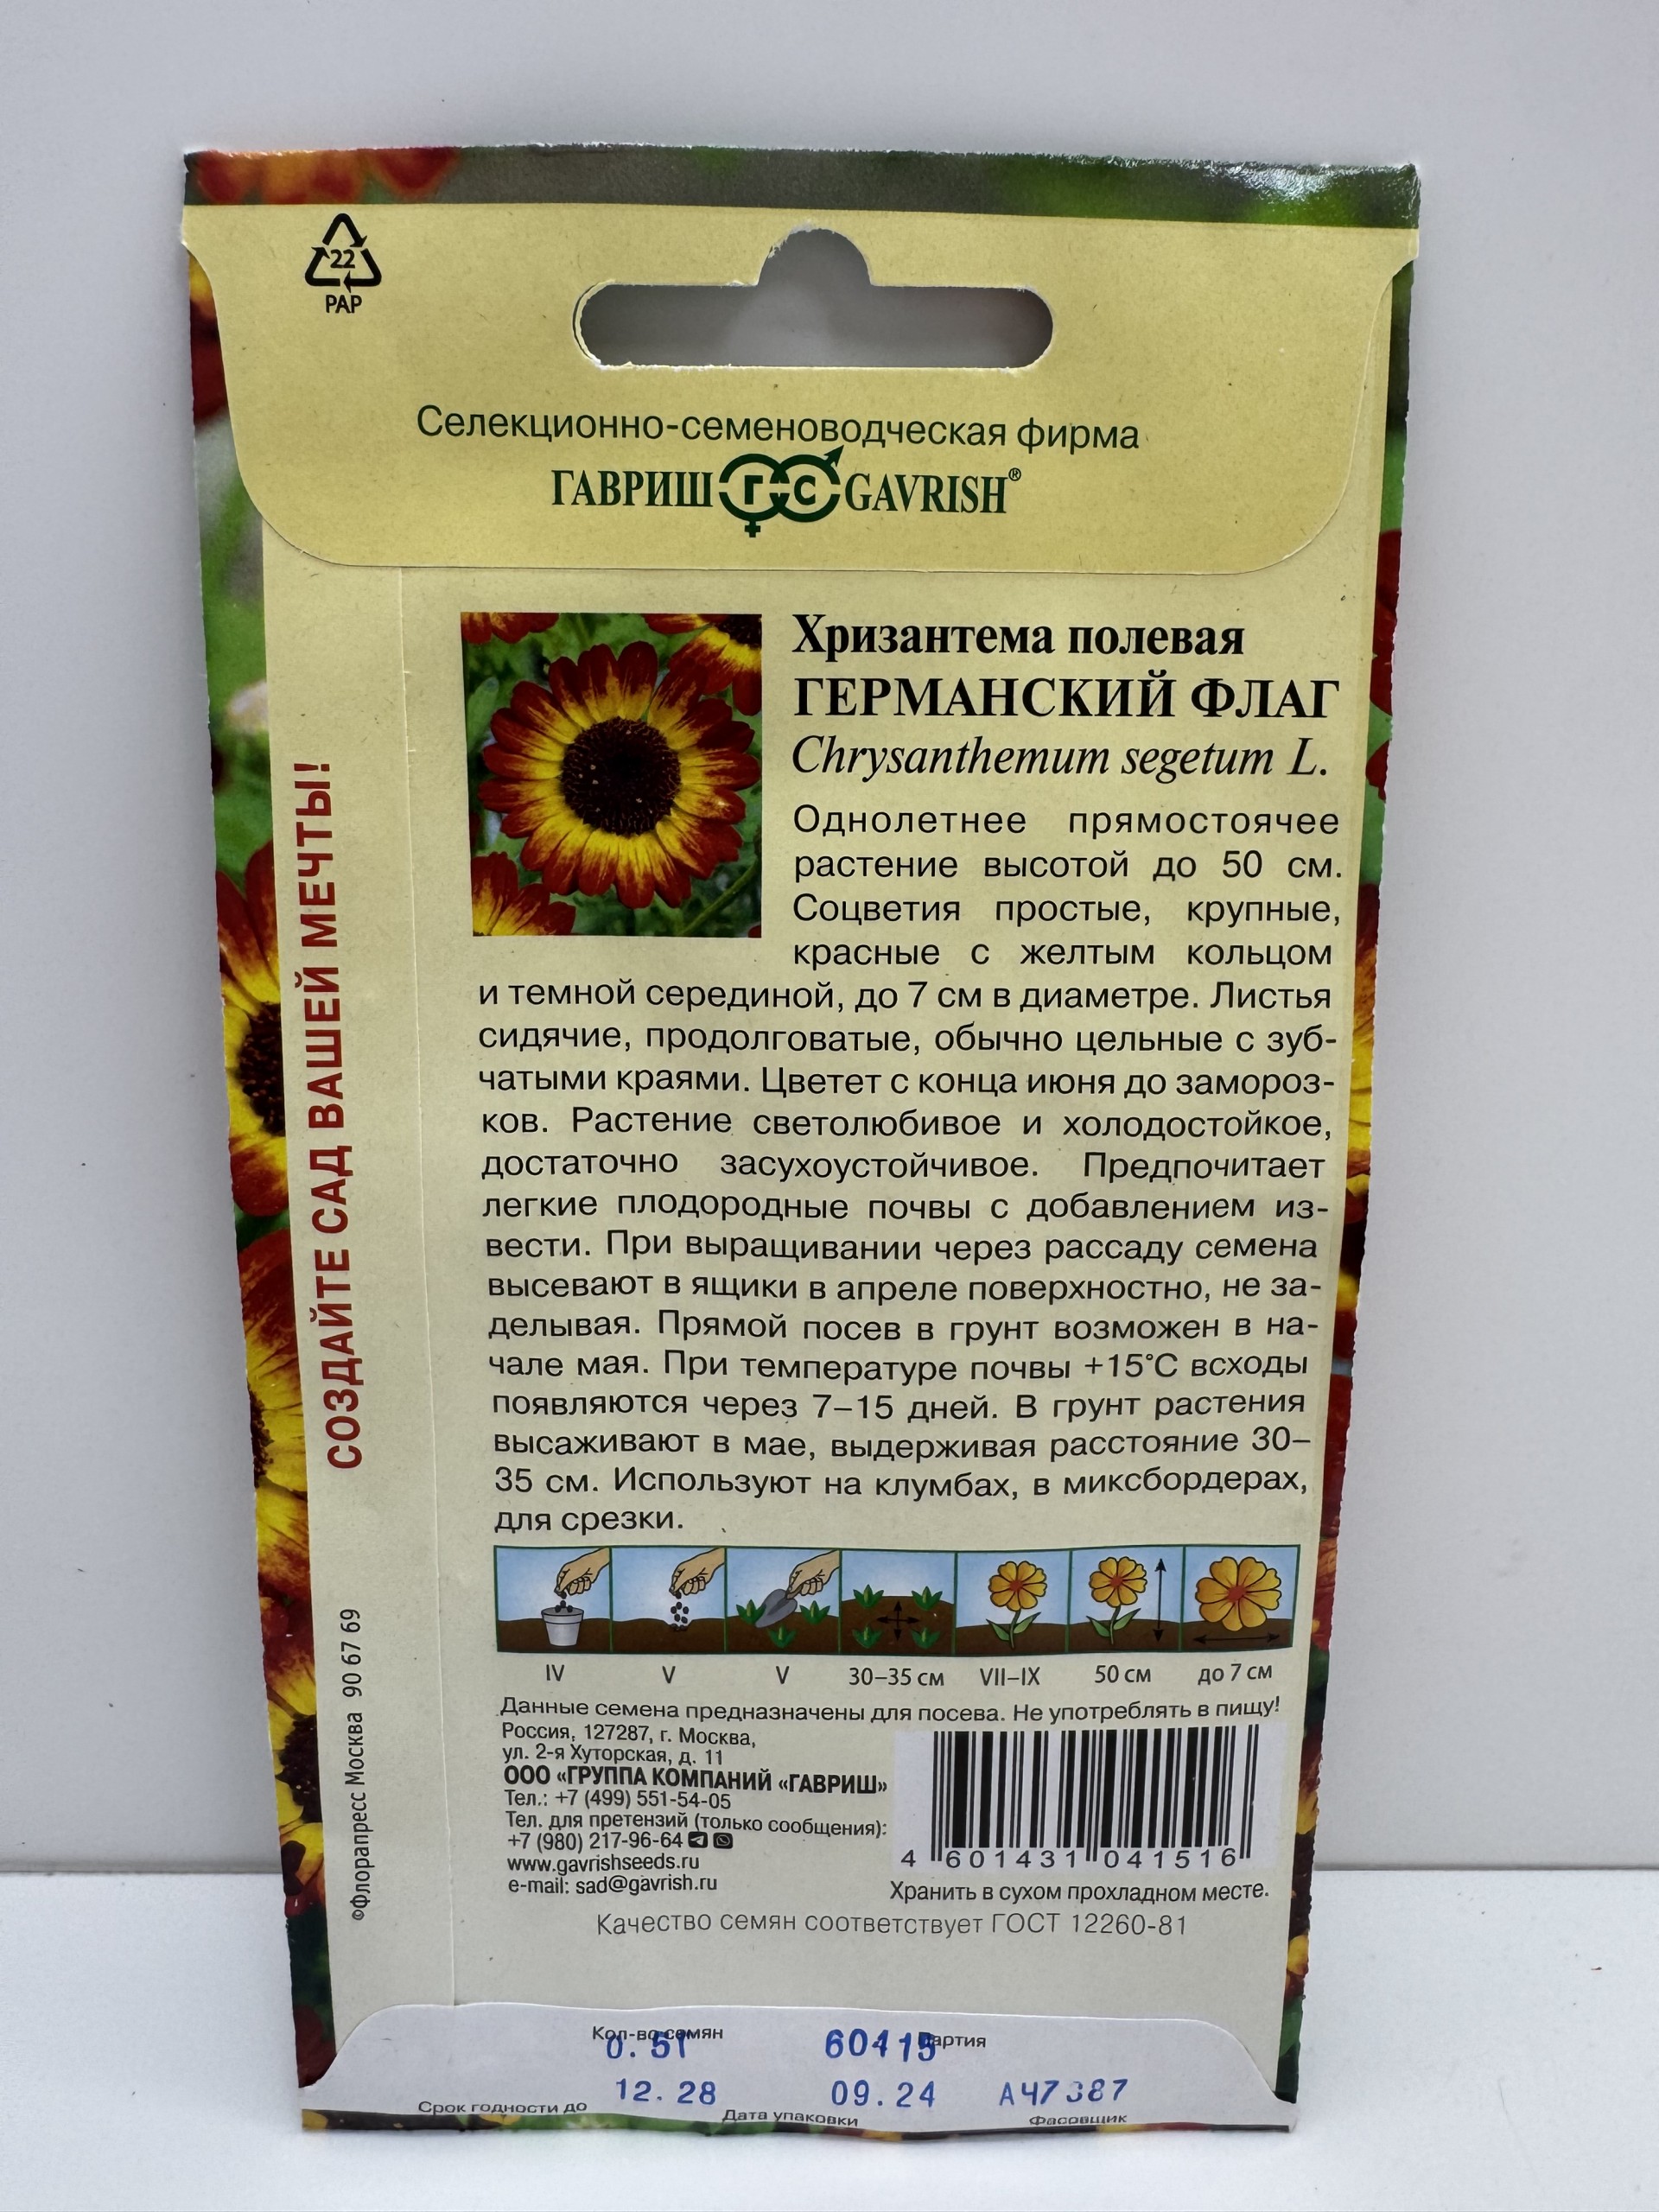 22
PAP
Селекционно-семеноводческая фирма
ГАВРИШ ГС GAVRISH®
Хризантема полевая
ГЕРМАНСКИЙ ФЛАГ
Chrysanthemum segetum L.
Однолетнее прямостоячее
растение высотой до 50 см.
Соцветия простые, крупные,
красные с желтым кольцом
и темной серединой, до 7 см в диаметре. Листья
сидячие, продолговатые, обычно цельные с зуб-
чатыми краями. Цветет с конца июня до замороз-
ков. Растение светолюбивое и холодостойкое,
достаточно засухоустойчивое. Предпочитает
легкие плодородные почвы с добавлением из-
вести. При выращивании через рассаду семена
высевают в ящики в апреле поверхностно, не за-
делывая. Прямой посев в грунт возможен в на-
чале мая. При температуре почвы +15°С всходы
появляются через 7–15 дней. В грунт растения
высаживают в мае, выдерживая расстояние 30–
35 см. Используют на клумбах, в миксбордерах,
для срезки.
IV V V 30–35 см VII–IX 50 см до 7 см
Данные семена предназначены для посева. Не употреблять в пищу!
Россия, 127287, г. Москва,
ул. 2-я Хуторская, д. 11
ООО «ГРУППА КОМПАНИЙ «ГАВРИШ»
Тел.: +7 (499) 551-54-05
Тел. для претензий (только сообщения):
+7 (980) 217-96-64
www.gavrishseeds.ru
e-mail: sad@gavrish.ru
4 601431 041516
Хранить в сухом прохладном месте.
Качество семян соответствует ГОСТ 12260-81
СОЗДАЙТЕ САД ВАШЕЙ МЕЧТЫ!
©Флорапресс Москва 90 67 69
Кол-во семян Партия
60415
12.28 09.24
Срок годности до Дата упаковки Фасовщик